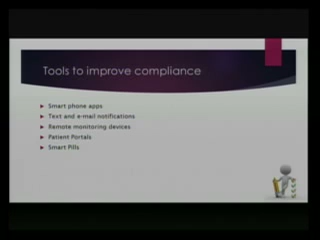 Tools to improve compliance
Smart phone apps
Text and e-mail notifications
Remote monitoring devices
Patient Portals
Smart Pills